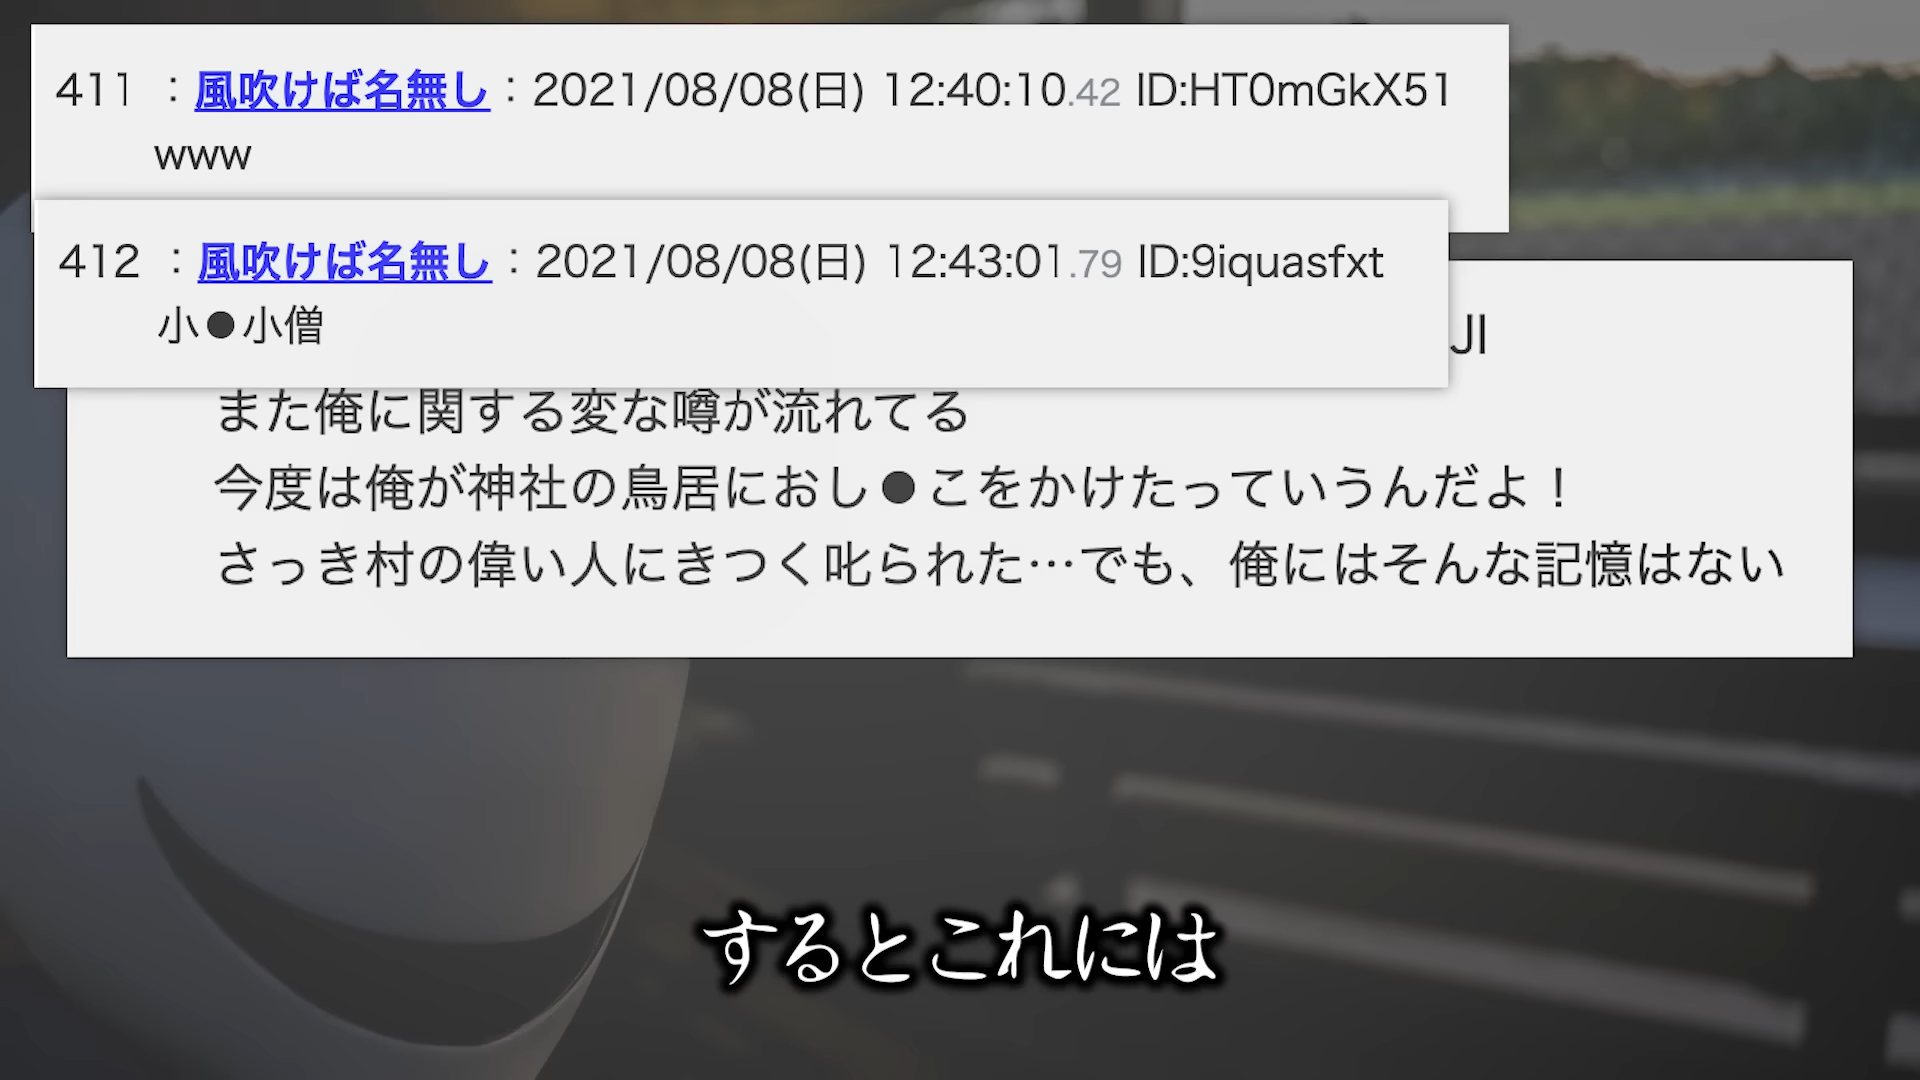 411 ：風吹けば名無し：2021/08/08(日) 12:40:10.42 ID:HT0mGkX51
www
412 ：風吹けば名無し：2021/08/08(日) 12:43:01.79 ID:9iquasfxt
小●小僧
JI
また俺に関する変な噂が流れてる
今度は俺が神社の鳥居におし●こをかけたっていうんだよ！
さっき村の偉い人にきつく叱られた…でも、俺にはそんな記憶はない
するとこれには